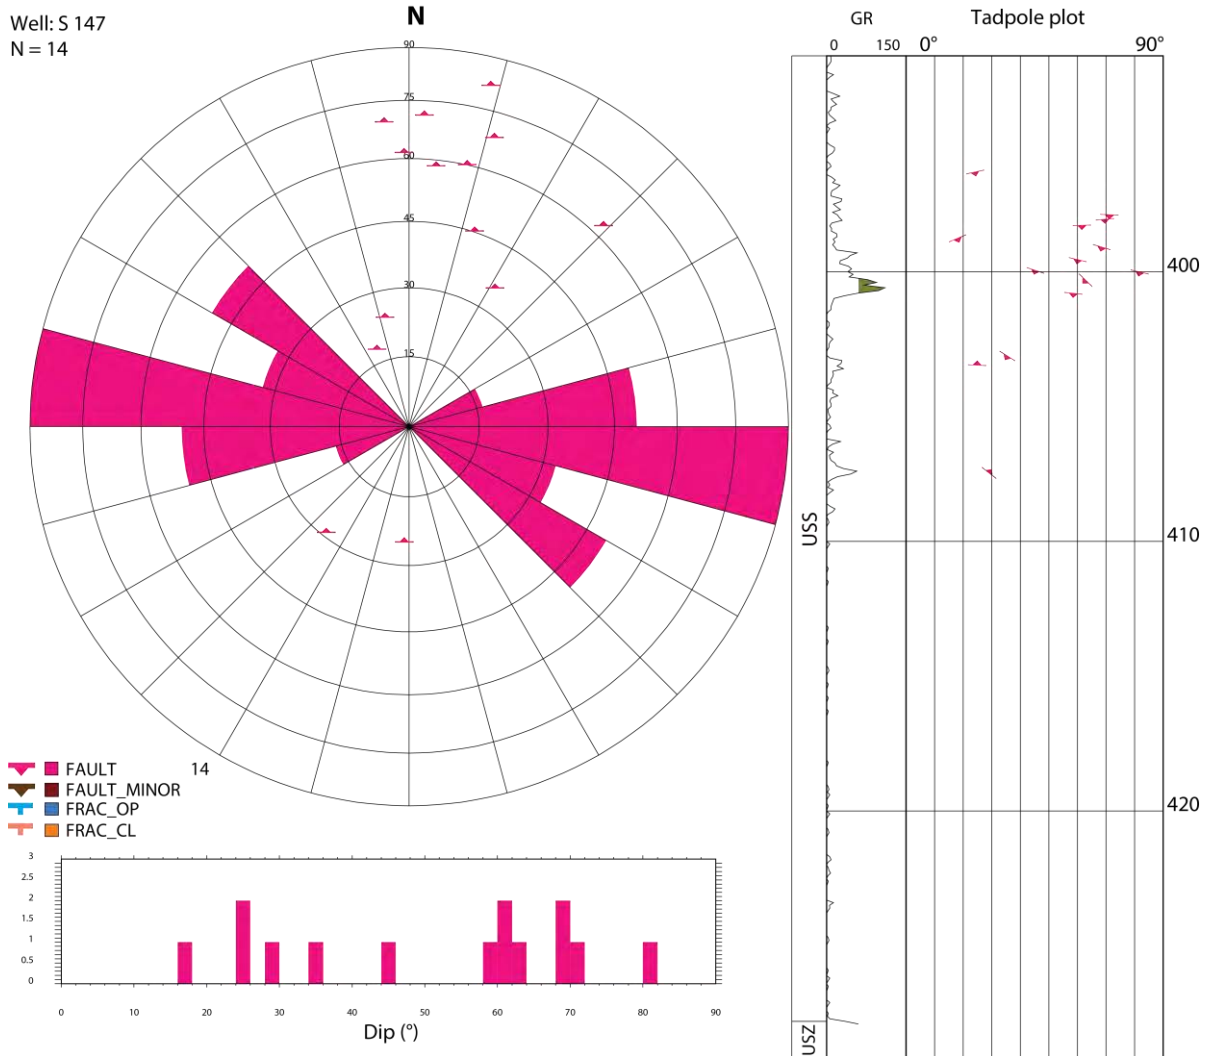 Well: S 147
N = 14
N
90
75
60
45
30
15
14
FAULT
FAULT_MINOR
FRAC_OP
FRAC_CL
3
2.5
2
1.5
1
0.5
0
0 10 20 30 40 50 60 70 80 90
Dip (°)
GR
Tadpole plot
0 150 0° 90°
400
USS
410
420
USZ